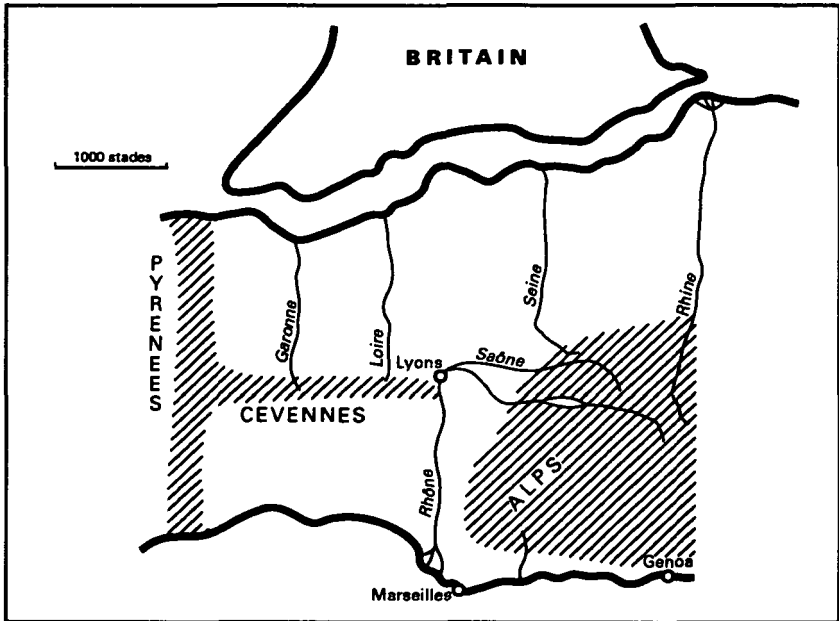 BRITAIN
1000 stades
PYRENEES
Garonne
Loire
Seine
Rhine
Lyons
Saône
CEVENNES
Rhône
ALPS
Genoa
Marseilles